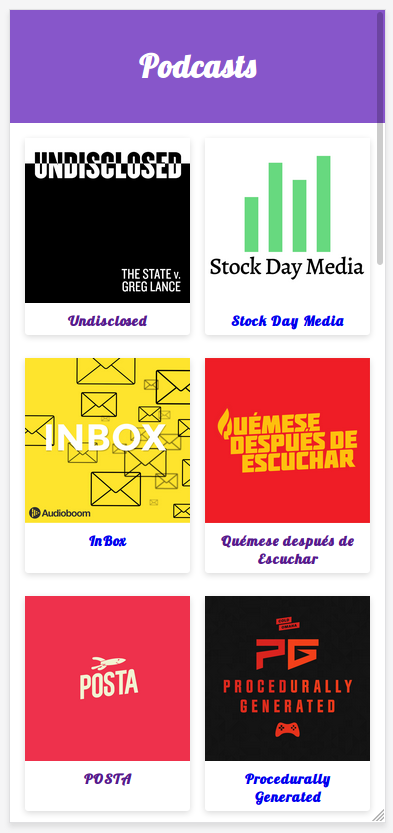 Podcasts
UNDISCLOSED
THE STATE v.
GREG LANCE
Undisclosed
Stock Day Media
Stock Day Media
INBOX
Audioboom
InBox
QUÉMESE
DESPUÉS DE
ESCUCHAR
Quémese después de
Escuchar
POSTA
POSTA
PG
PROCEDURALLY
GENERATED
Procedurally
Generated